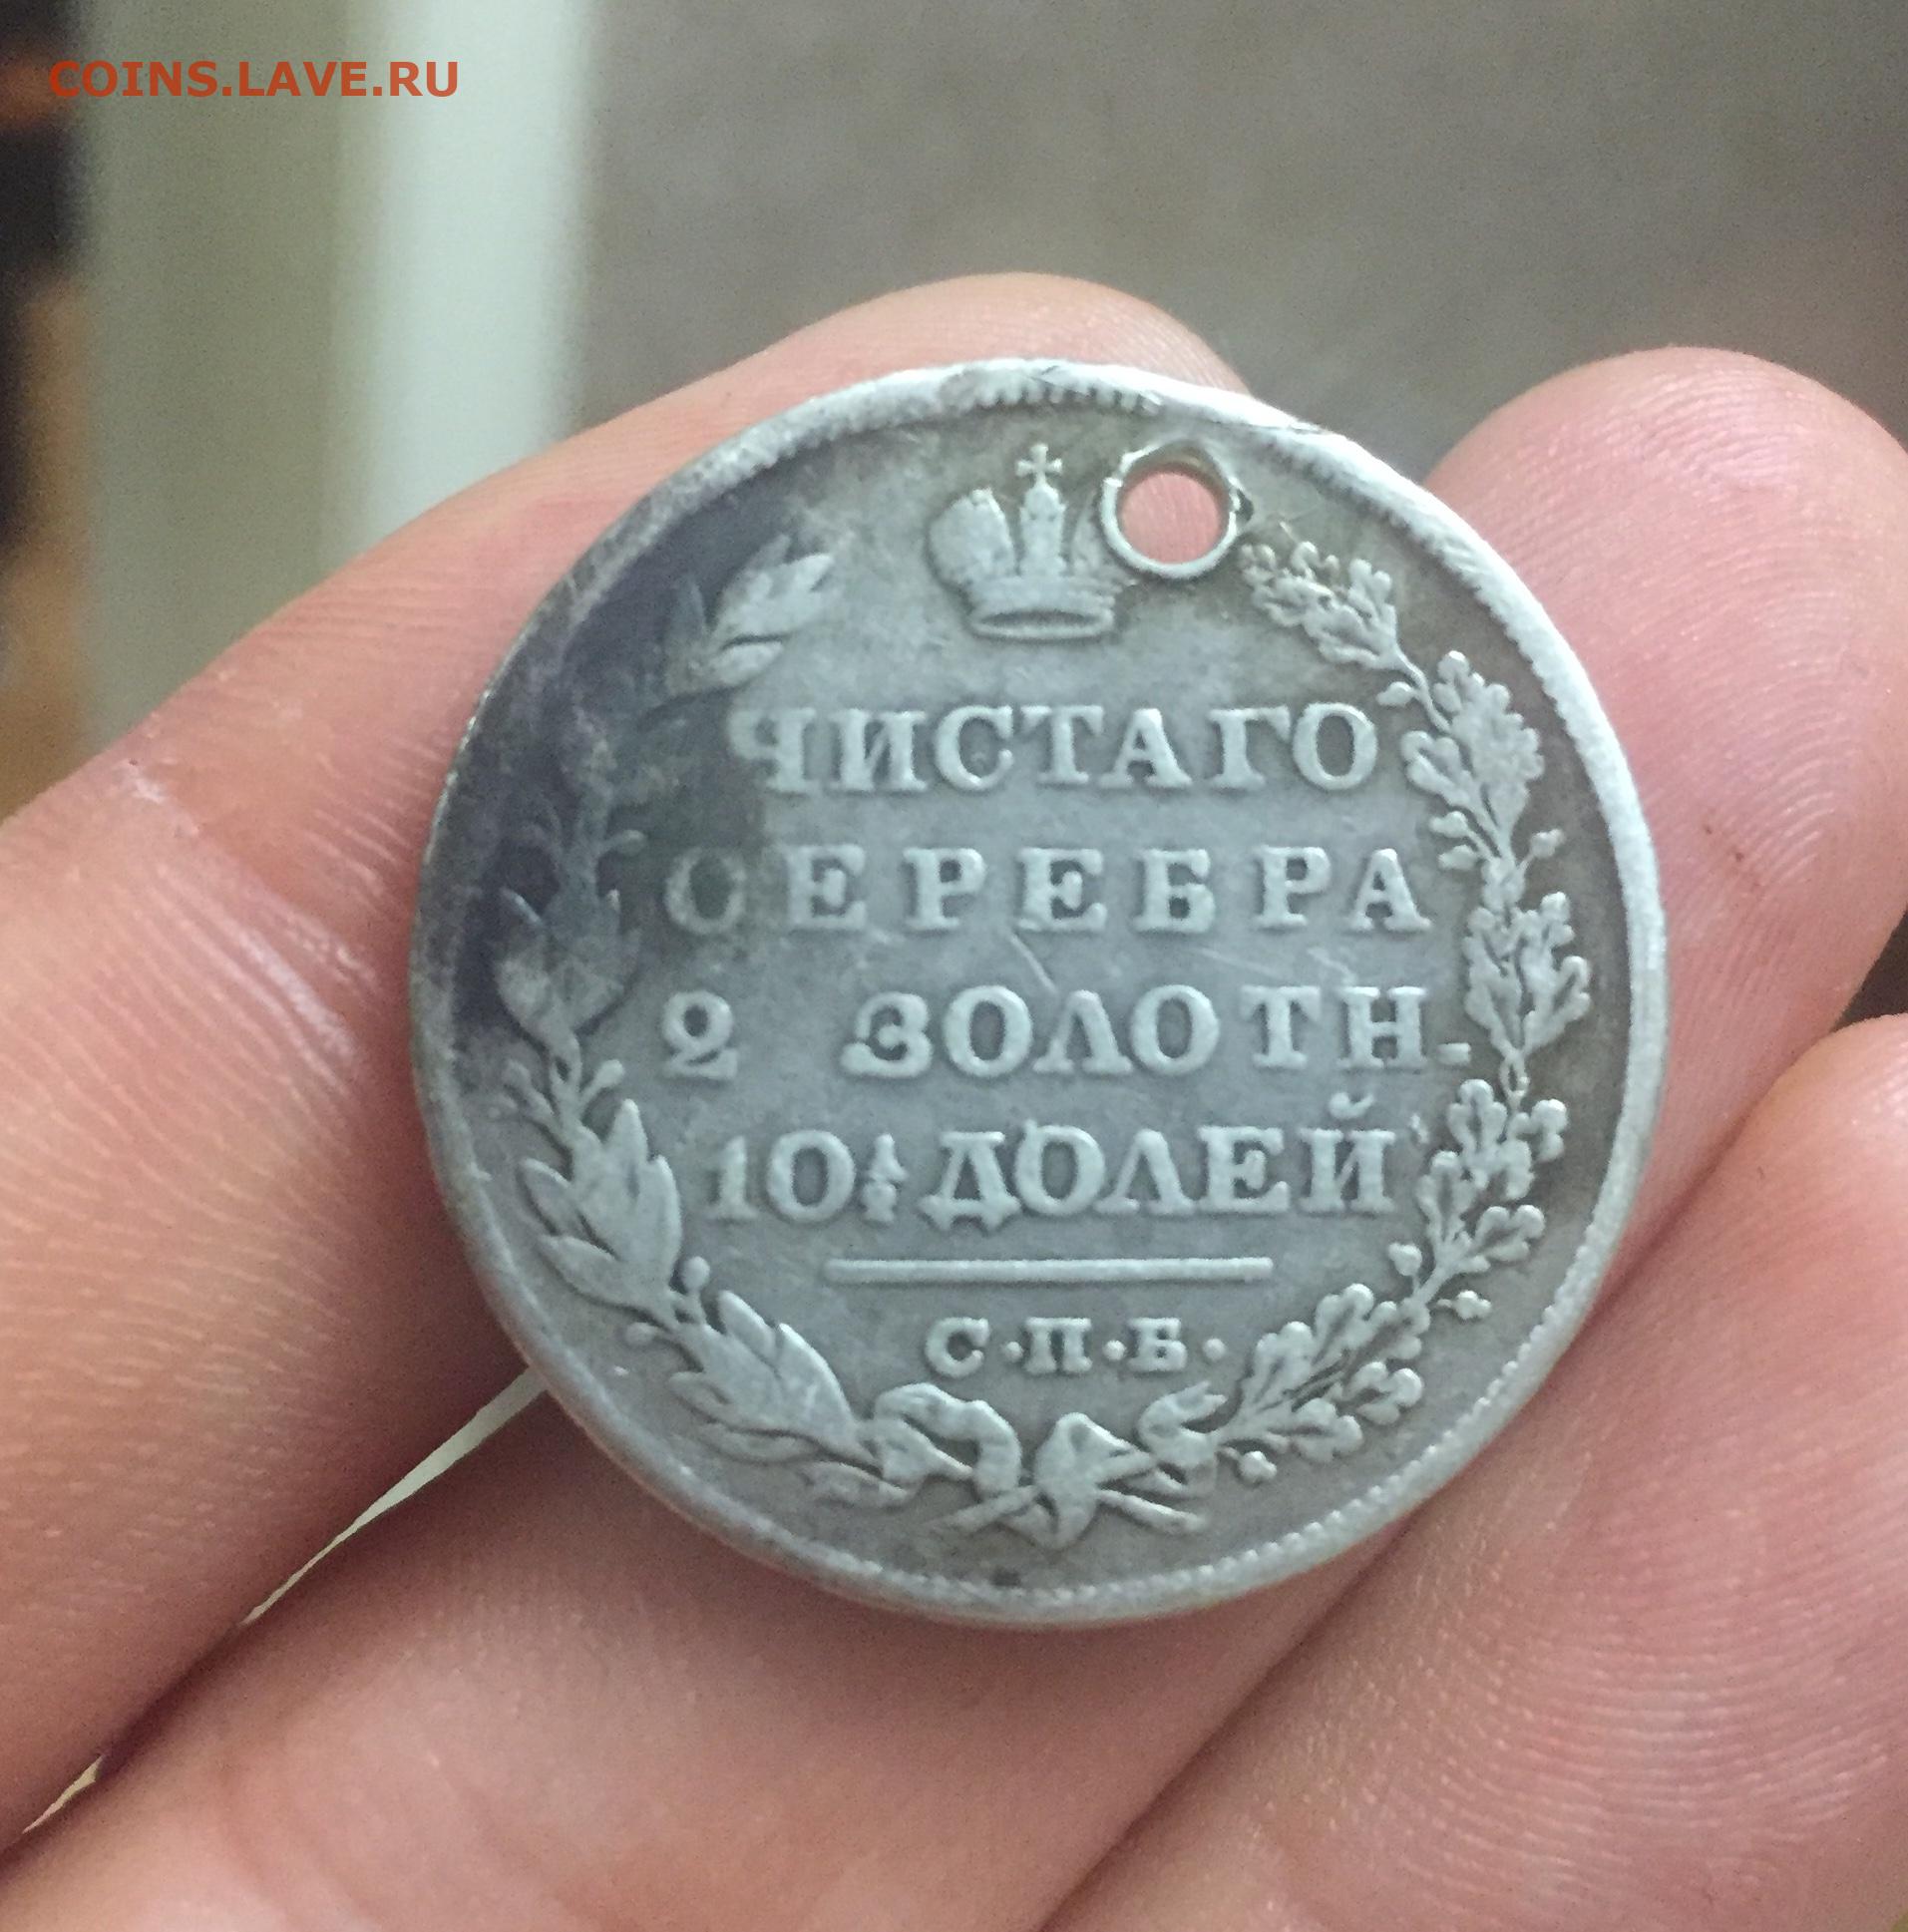 COINS.LAVE.RU
ЧИСТАГО
СЕРЕБРА
2 ЗОЛОТН.
10½ ДОЛЕЙ
С·П·Б·